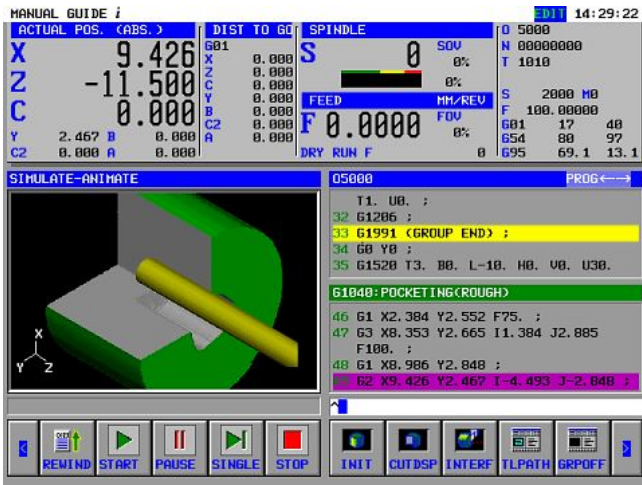 MANUAL GUIDE i EDIT 14:29:22
ACTUAL POS. (ABS.) DIST TO GO SPINDLE O 5000
X 9.426 G01 S 0 SOV 0% N 00000000
Z -11.500 X 0.000 0% T 1010
C 0.000 Z 0.000
C 0.000 S 2000 M0
Y 0.000 FEED MM/REV F 100.00000
B 0.000 F 0.0000 FOV 0% G01 17 40
Y 2.467 B 0.000 C2 0.000 G54 80 97
C2 0.000 A 0.000 A 0.000 DRY RUN F 0 G95 69.1 13.1
SIMULATE-ANIMATE
X
Y Z
O5000 PROG←→
T1. U0. ;
32 G1206 ;
33 G1991 (GROUP END) ;
34 G0 Y0 ;
35 G1520 T3. B0. L-10. H0. V0. U30.
G1040:POCKETING(ROUGH)
46 G1 X2.384 Y2.552 F75. ;
47 G3 X8.353 Y2.665 I1.384 J2.885
F100. ;
48 G1 X8.986 Y2.848 ;
G2 X9.426 Y2.467 I-4.493 J-2.848 ;
^
< REWIND START PAUSE SINGLE STOP INIT CUTDSP INTERF TLPATH GRPOFF >